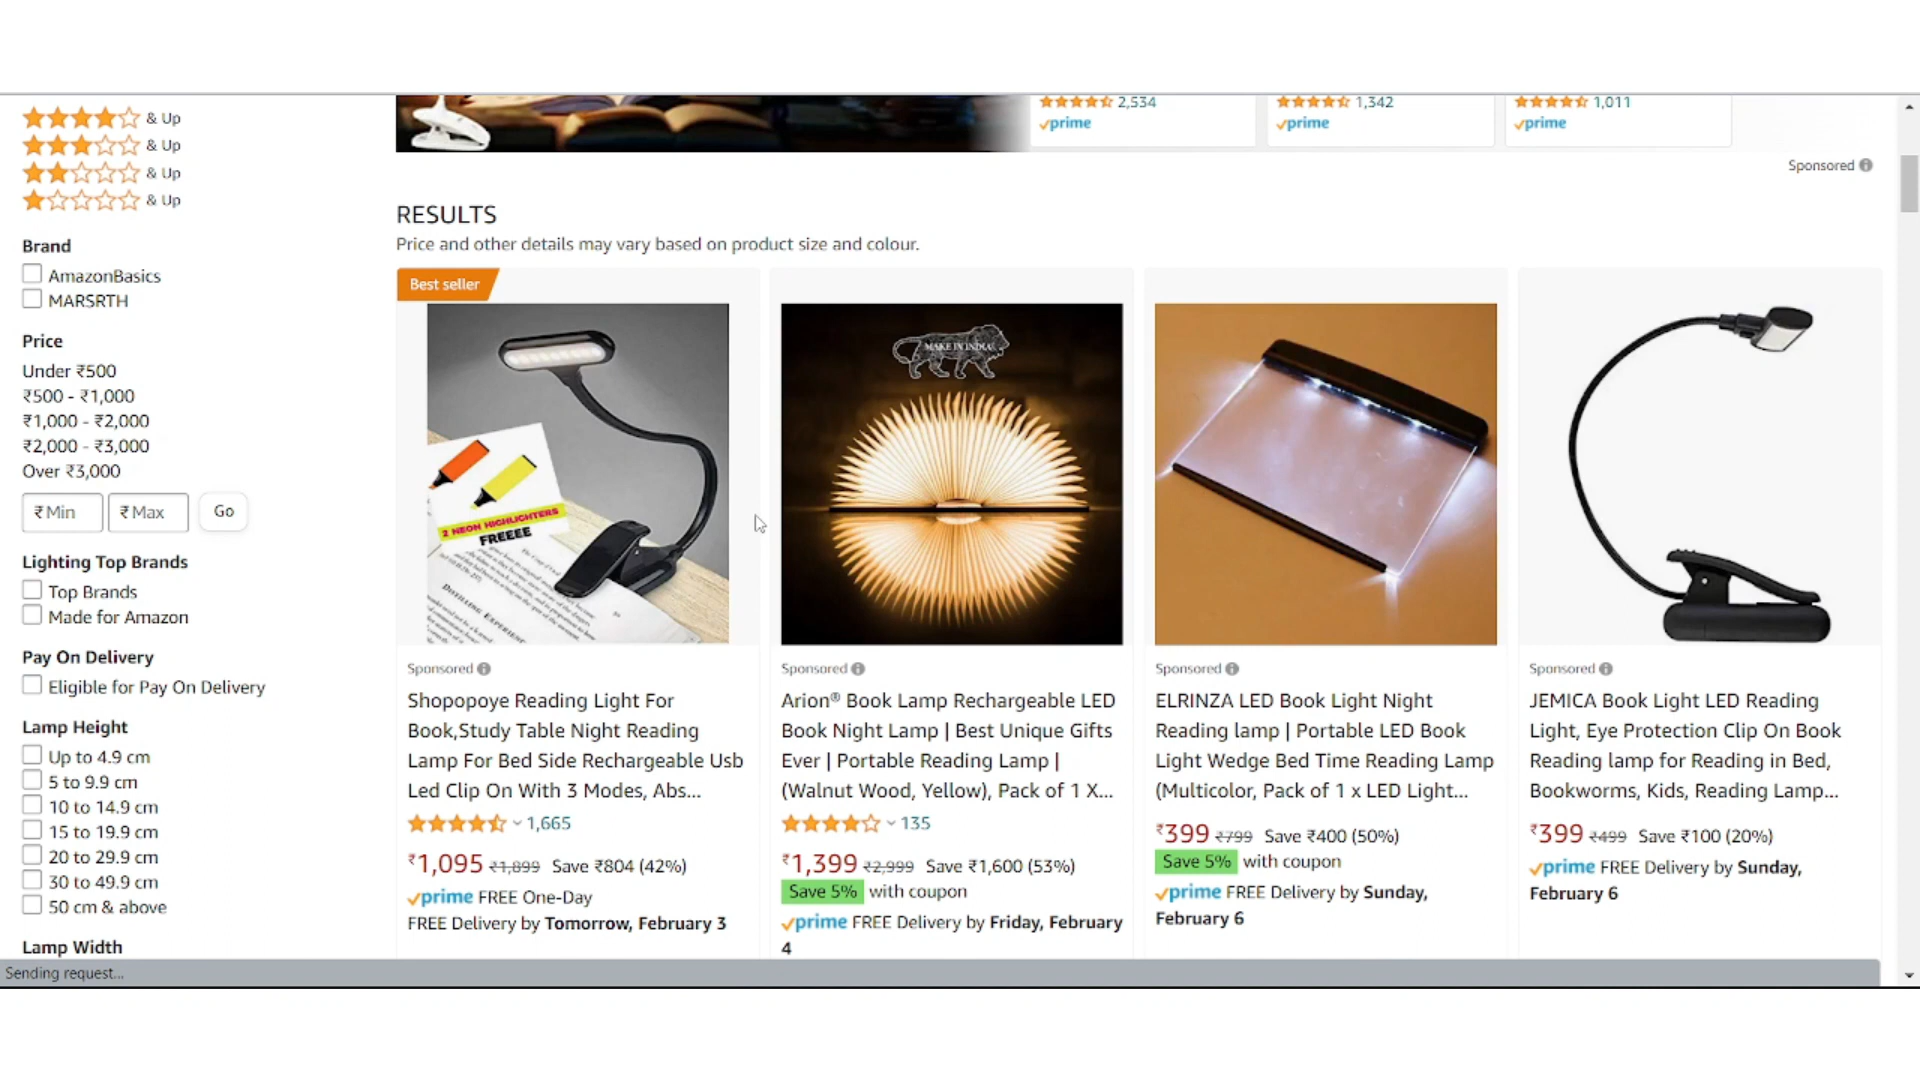 & Up
& Up
& Up
& Up
Brand
AmazonBasics
MARSRTH
Price
Under ₹500
₹500 - ₹1,000
₹1,000 - ₹2,000
₹2,000 - ₹3,000
Over ₹3,000
₹ Min
₹ Max
Go
Lighting Top Brands
Top Brands
Made for Amazon
Pay On Delivery
Eligible for Pay On Delivery
Lamp Height
Up to 4.9 cm
5 to 9.9 cm
10 to 14.9 cm
15 to 19.9 cm
20 to 29.9 cm
30 to 49.9 cm
50 cm & above
Lamp Width
2,534
prime
1,342
prime
1,011
prime
Sponsored
RESULTS
Price and other details may vary based on product size and colour.
Best seller
2 NEON HIGHLIGHTERS
FREEEE
DISTILLING EXPERIENCE
Sponsored
Shopopoye Reading Light For
Book,Study Table Night Reading
Lamp For Bed Side Rechargeable Usb
Led Clip On With 3 Modes, Abs...
1,665
₹1,095 ₹1,899 Save ₹804 (42%)
prime FREE One-Day
FREE Delivery by Tomorrow, February 3
MAKE IN INDIA
Sponsored
Arion® Book Lamp Rechargeable LED
Book Night Lamp | Best Unique Gifts
Ever | Portable Reading Lamp |
(Walnut Wood, Yellow), Pack of 1 X...
135
₹1,399 ₹2,999 Save ₹1,600 (53%)
Save 5% with coupon
prime FREE Delivery by Friday, February
4
Sponsored
ELRINZA LED Book Light Night
Reading lamp | Portable LED Book
Light Wedge Bed Time Reading Lamp
(Multicolor, Pack of 1 x LED Light...
₹399 ₹799 Save ₹400 (50%)
Save 5% with coupon
prime FREE Delivery by Sunday,
February 6
Sponsored
JEMICA Book Light LED Reading
Light, Eye Protection Clip On Book
Reading lamp for Reading in Bed,
Bookworms, Kids, Reading Lamp...
₹399 ₹499 Save ₹100 (20%)
prime FREE Delivery by Sunday,
February 6
Sending request...